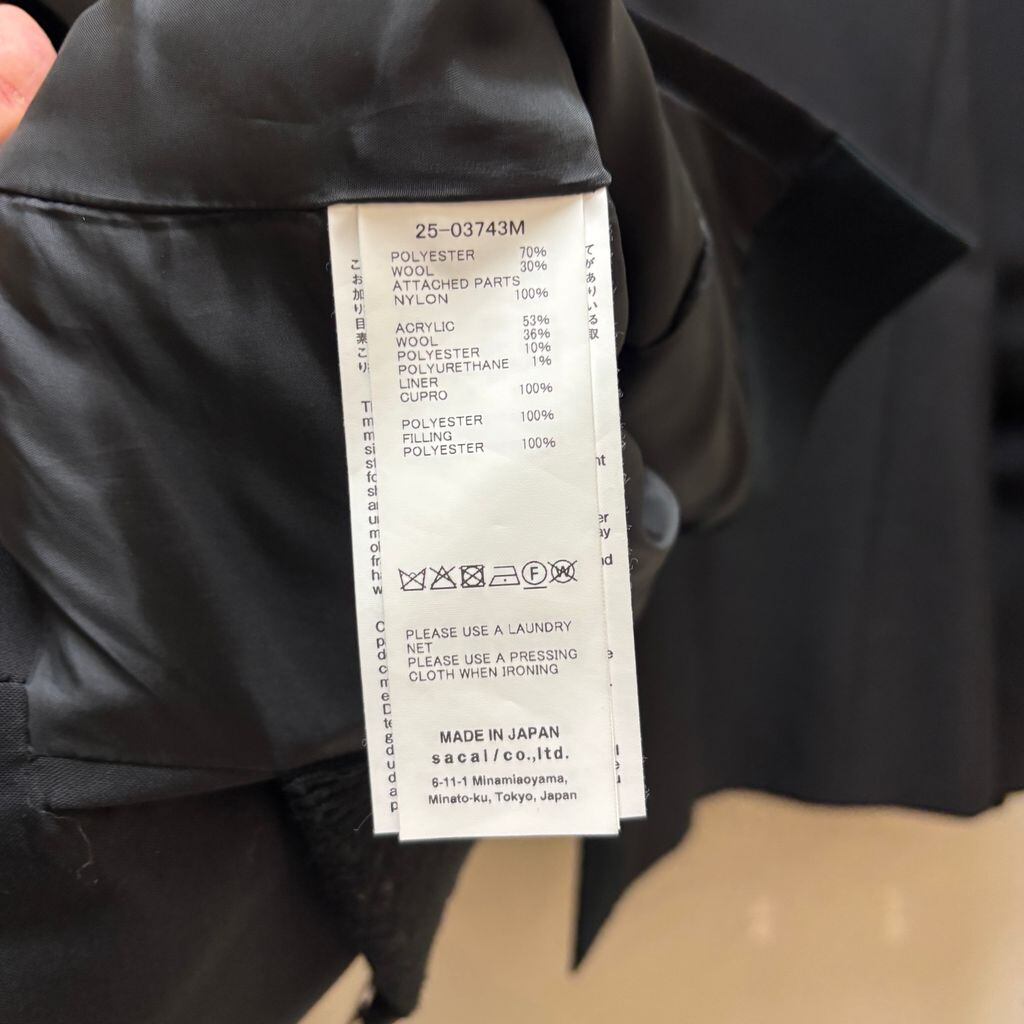 25-03743M
POLYESTER 70%
WOOL 30%
ATTACHED PARTS
NYLON 100%
ACRYLIC 53%
WOOL 36%
POLYESTER 10%
POLYURETHANE 1%
LINER
CUPRO 100%
POLYESTER 100%
FILLING
POLYESTER 100%
F W
PLEASE USE A LAUNDRY
NET
PLEASE USE A PRESSING
CLOTH WHEN IRONING
MADE IN JAPAN
sacai/co.,ltd.
6-11-1 Minamiaoyama,
Minato-ku, Tokyo, Japan